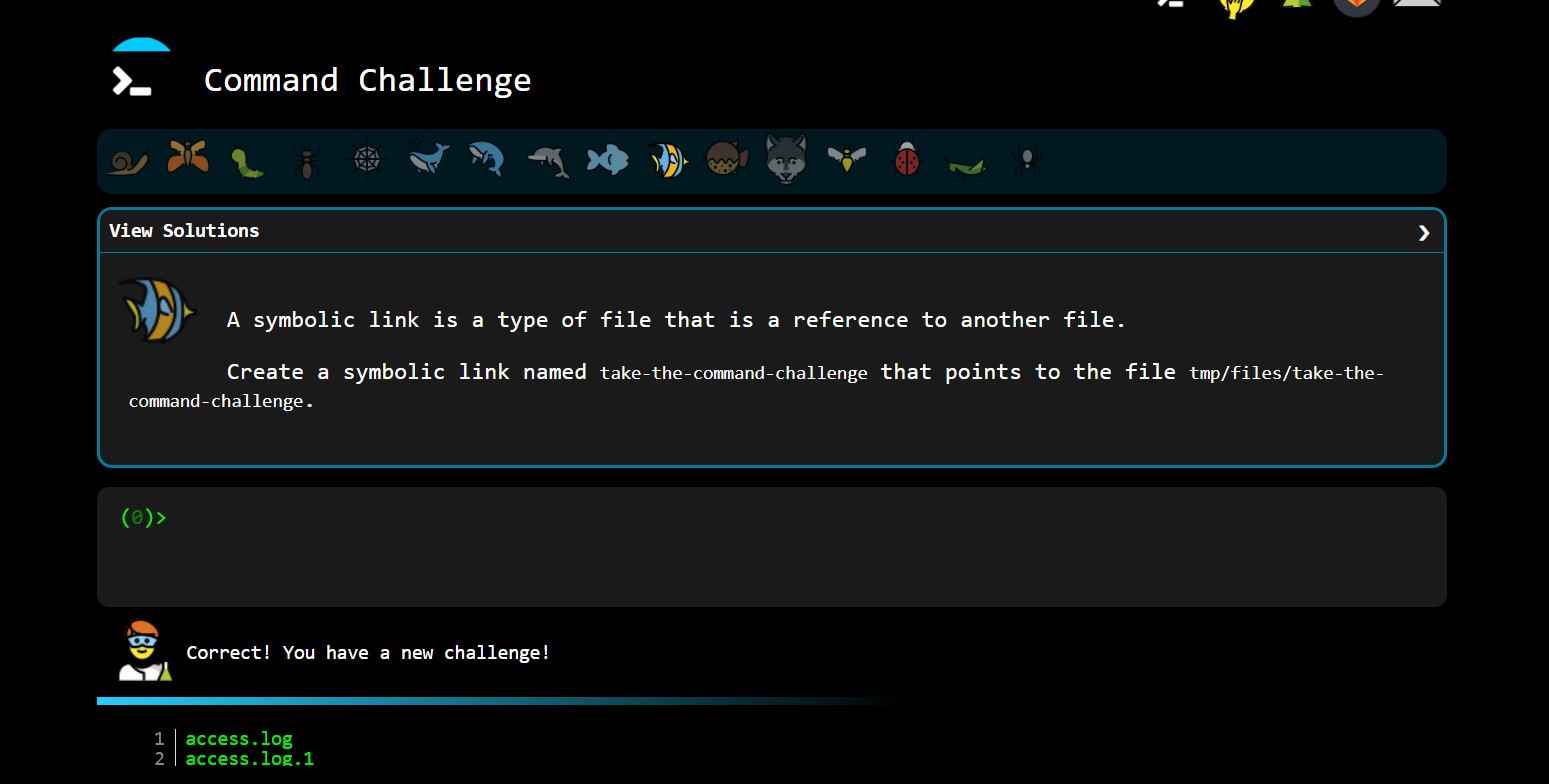 Command Challenge
View Solutions
A symbolic link is a type of file that is a reference to another file.
Create a symbolic link named take-the-command-challenge that points to the file tmp/files/take-the-
command-challenge.
(0)>
Correct! You have a new challenge!
1 access.log
2 access.log.1